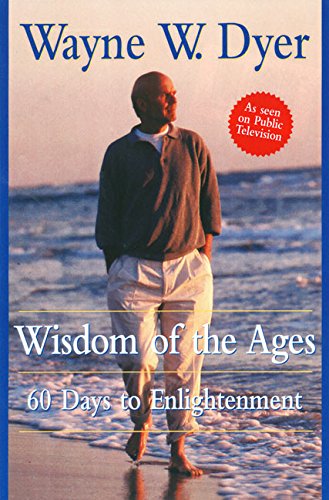 Wayne W. Dyer
As seen
on Public
Television
Wisdom of the Ages
60 Days to Enlightenment